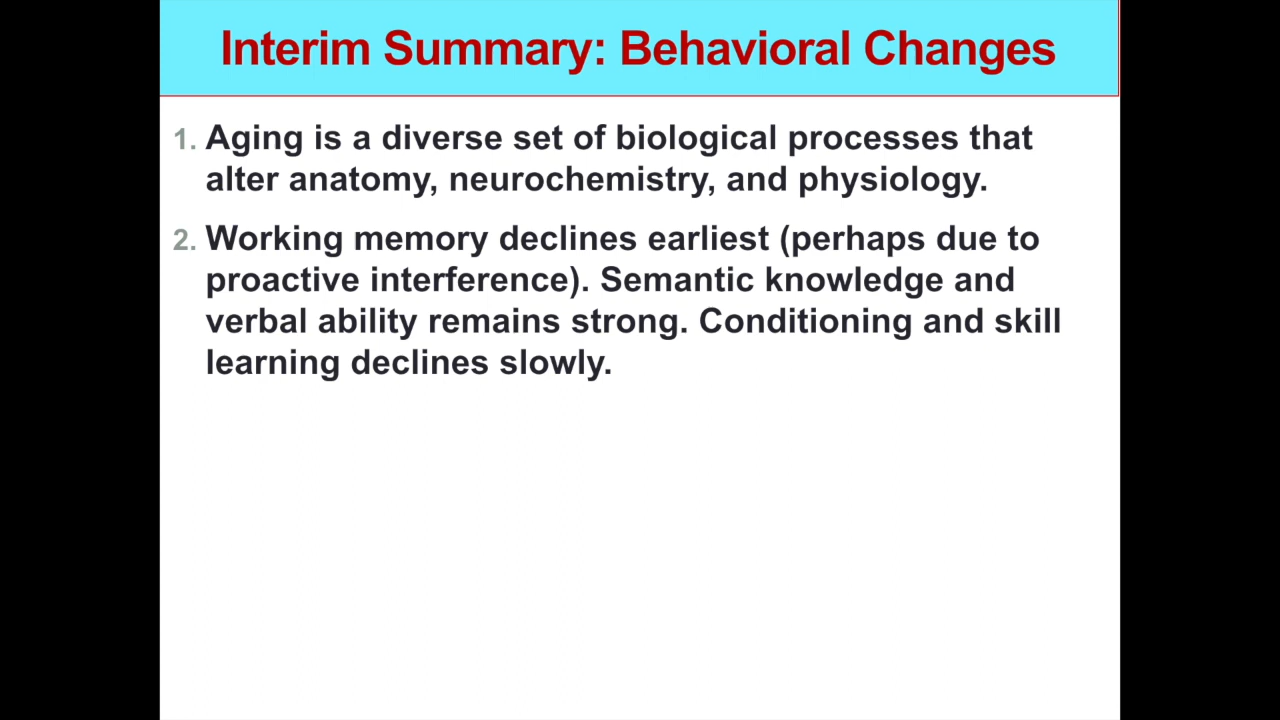 Interim Summary: Behavioral Changes
1. Aging is a diverse set of biological processes that
alter anatomy, neurochemistry, and physiology.
2. Working memory declines earliest (perhaps due to
proactive interference). Semantic knowledge and
verbal ability remains strong. Conditioning and skill
learning declines slowly.